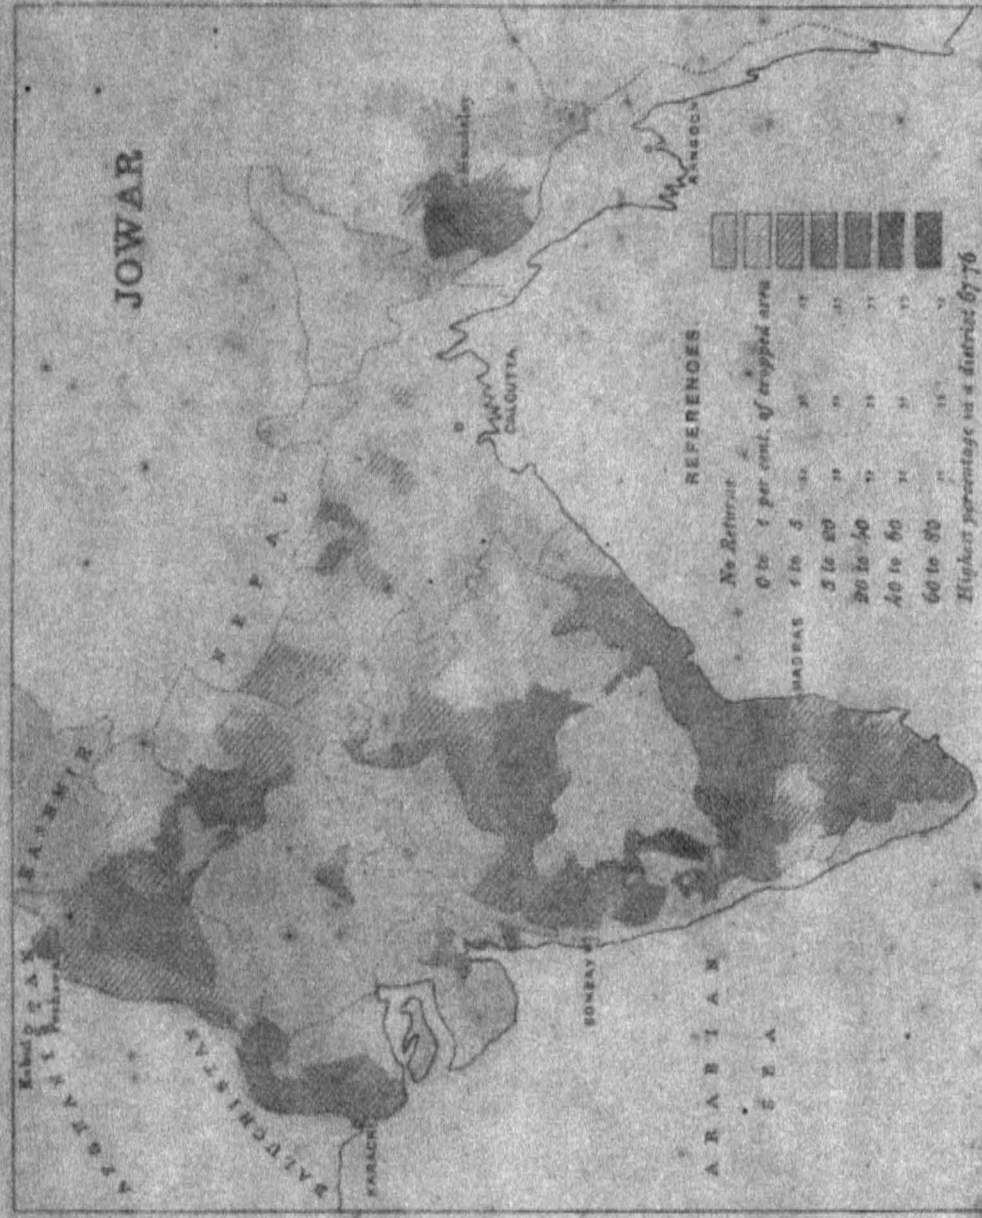 JOWAR
KASHMIR
AFGHANISTAN
Kabul
Peshawar
BALUCHISTAN
NEPAL
KARACHI
CALCUTTA
Mandalay
RANGOON
BOMBAY
MADRAS
ARABIAN
SEA
REFERENCES
No Returns
0 to 1 per cent. of cropped area
1 to 5 " " "
5 to 20 " " "
20 to 40 " " "
40 to 60 " " "
60 to 80 " " "
Highest percentage in a district 67·76